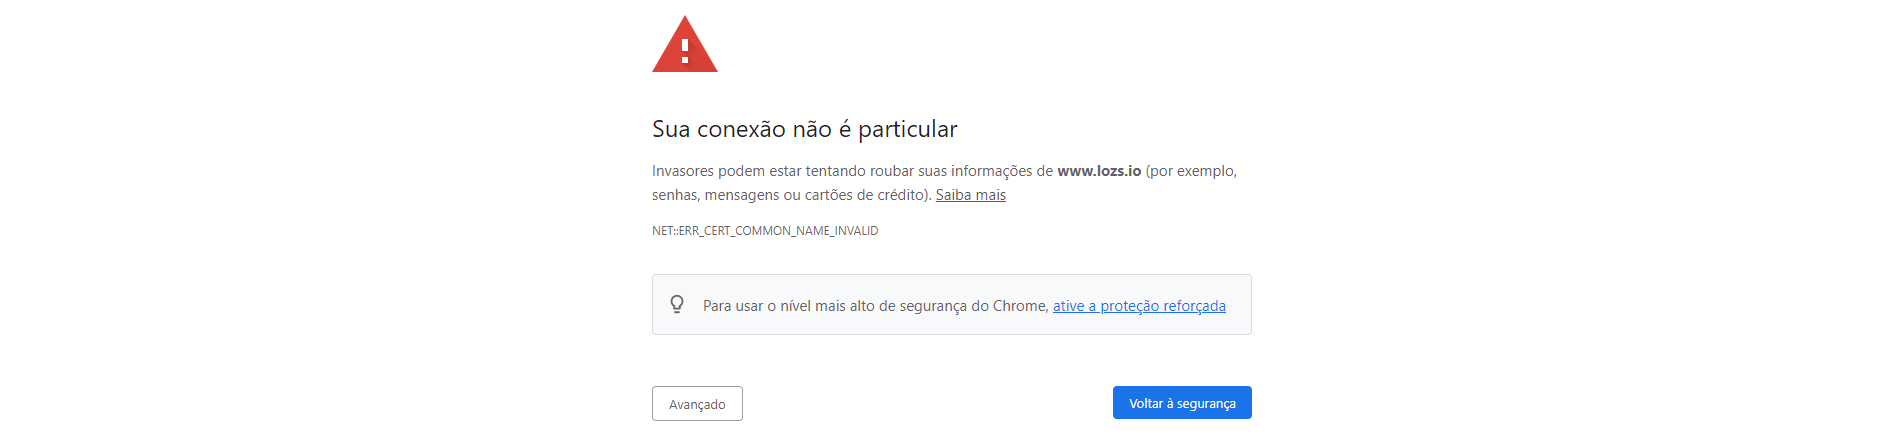 Sua conexão não é particular
Invasores podem estar tentando roubar suas informações de www.lozs.io (por exemplo,
senhas, mensagens ou cartões de crédito). Saiba mais
NET::ERR_CERT_COMMON_NAME_INVALID
Para usar o nível mais alto de segurança do Chrome, ative a proteção reforçada
Avançado
Voltar à segurança